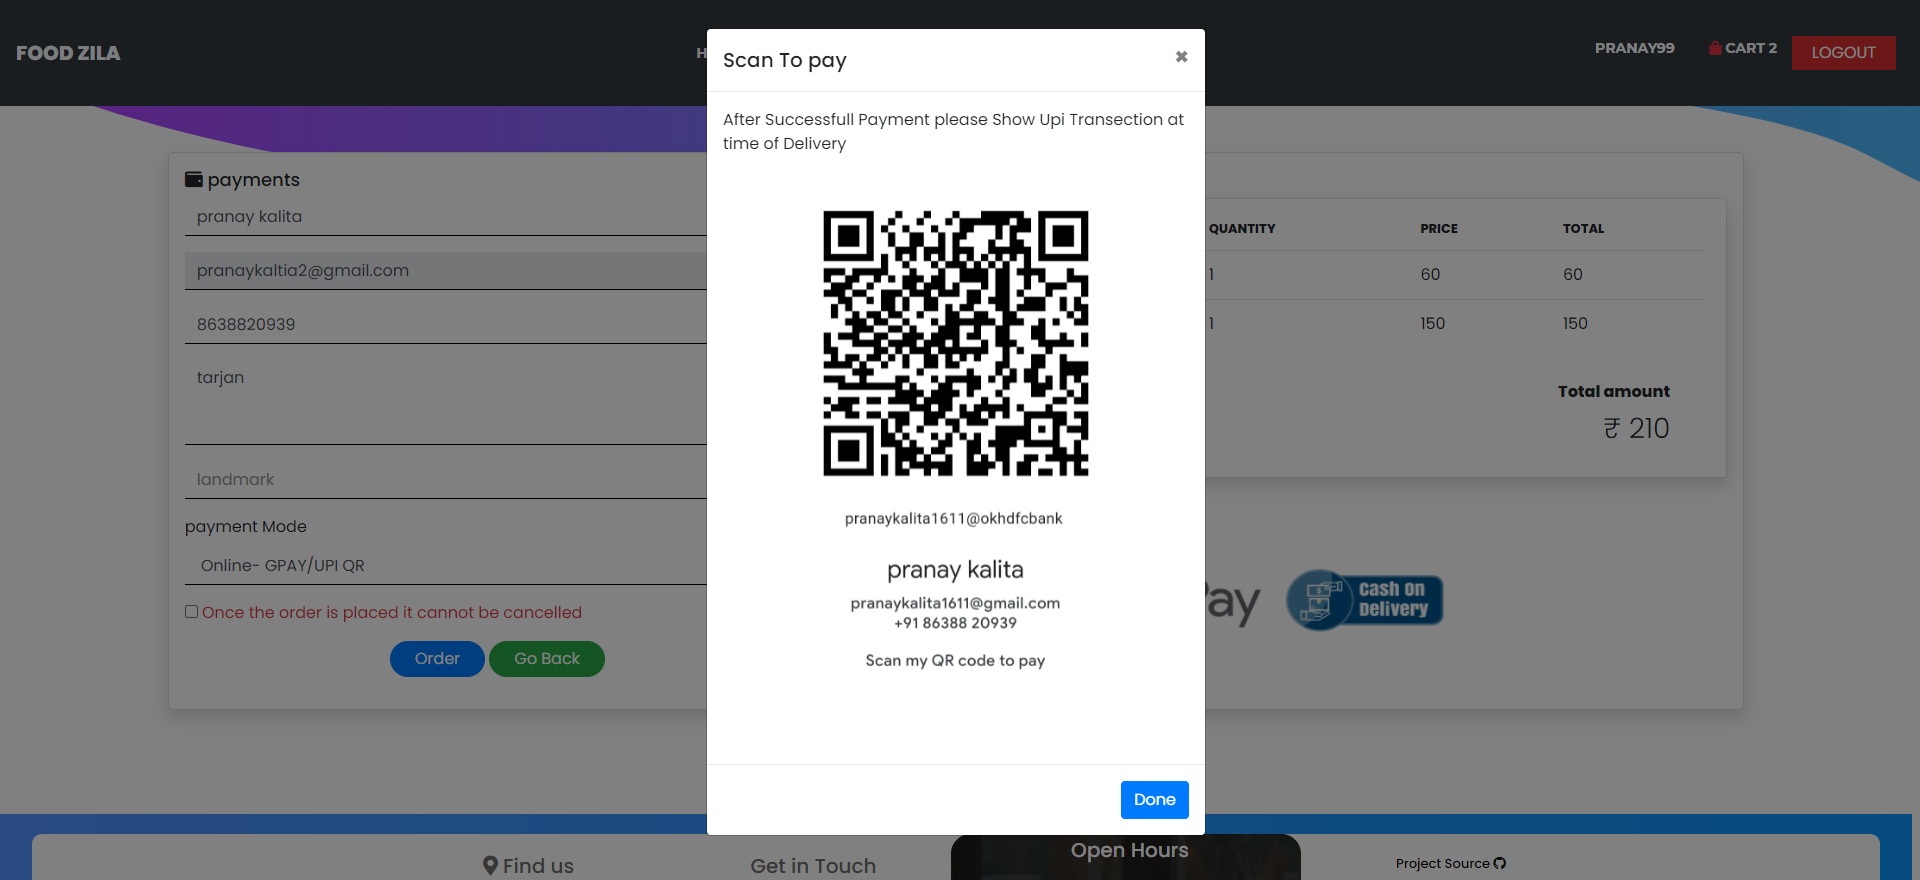 FOOD ZILA
H
PRANAY99
CART 2
LOGOUT
Scan To pay
✖
After Successfull Payment please Show Upi Transection at
time of Delivery
payments
pranay kalita
pranaykaltia2@gmail.com
8638820939
tarjan
landmark
payment Mode
Online- GPAY/UPI QR
Once the order is placed it cannot be cancelled
Order
Go Back
pranaykalita1611@okhdfcbank
pranay kalita
pranaykalita1611@gmail.com
+91 86388 20939
Scan my QR code to pay
Done
QUANTITY PRICE TOTAL
1 60 60
1 150 150
Total amount
₹ 210
Pay
Cash On
Delivery
Find us
Get in Touch
Open Hours
Project Source